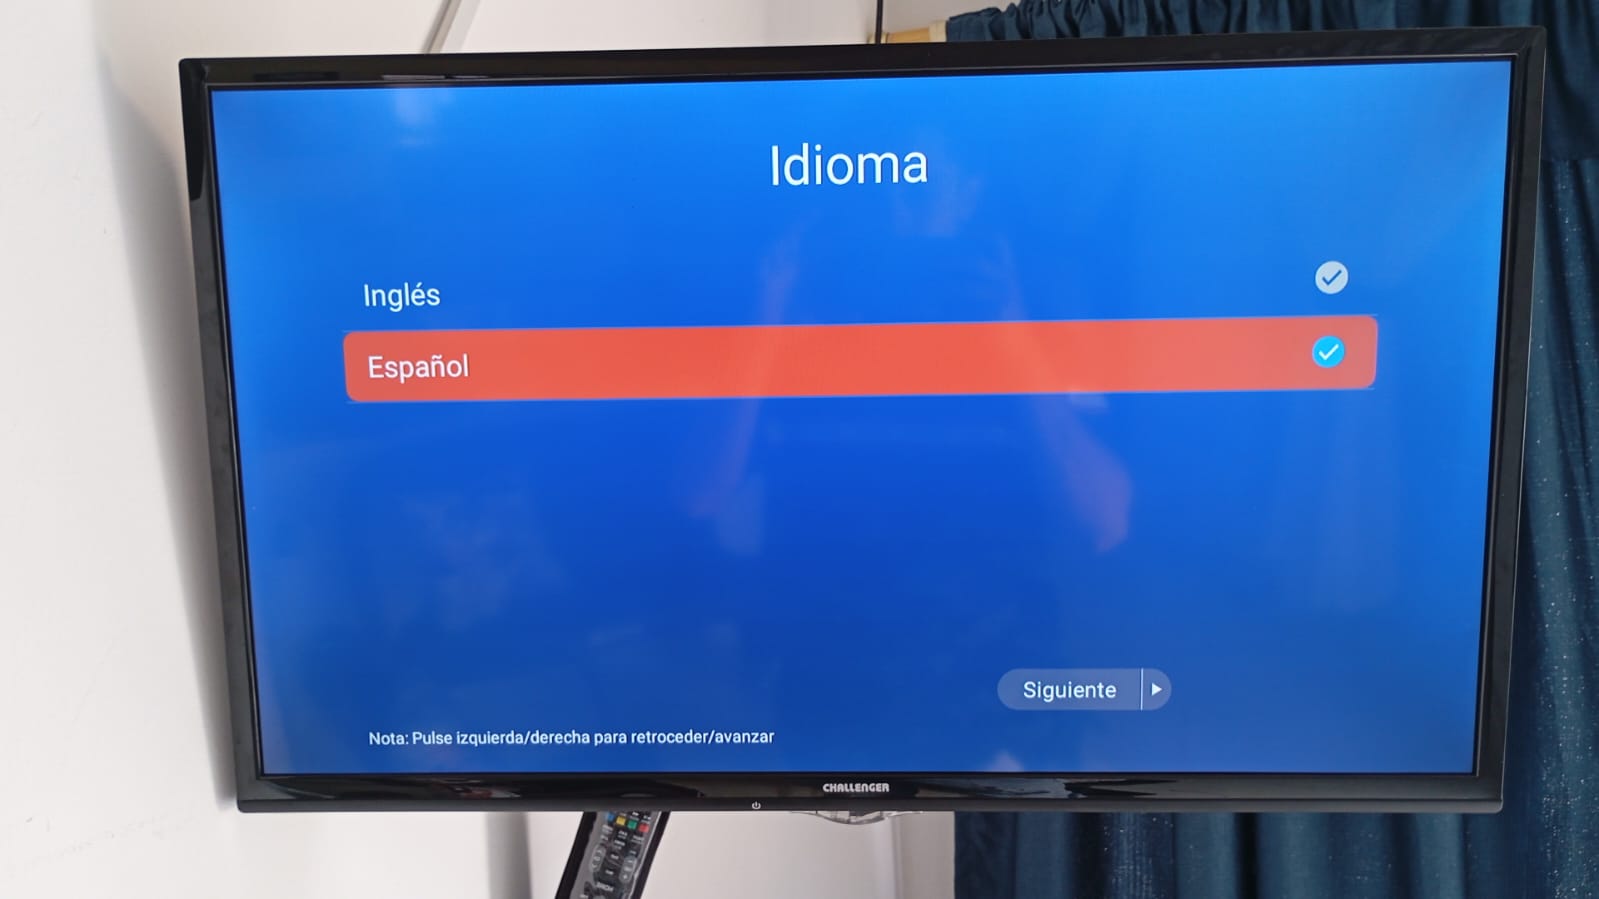 Idioma
Inglés
Español
Siguiente
Nota: Pulse izquierda/derecha para retroceder/avanzar
CHALLENGER